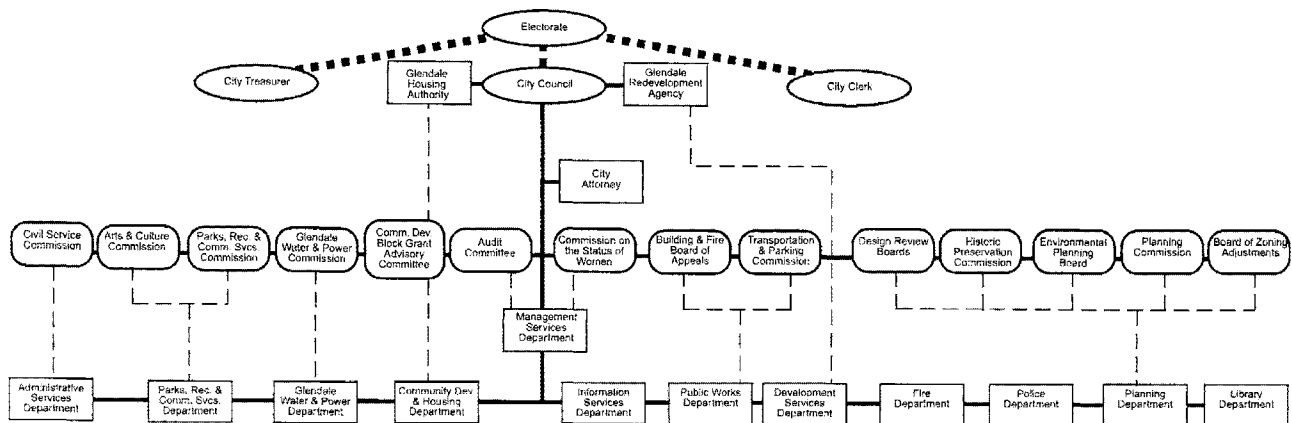 Electorate
City Treasurer
Glendale
Housing
Authority
City Council
Glendale
Redevelopment
Agency
City Clerk
City
Attorney
Civil Service
Commission
Arts & Culture
Commission
Parks, Rec. &
Comm. Svcs.
Commission
Glendale
Water & Power
Commission
Comm. Dev.
Block Grant
Advisory
Committee
Audit
Committee
Commission on
the Status of
Women
Building & Fire
Board of
Appeals
Transportation
& Parking
Commission
Design Review
Boards
Historic
Preservation
Commission
Environmental
Planning
Board
Planning
Commission
Board of Zoning
Adjustments
Management
Services
Department
Administrative
Services
Department
Parks, Rec. &
Comm. Svcs.
Department
Glendale
Water & Power
Department
Community Dev
& Housing
Department
Information
Services
Department
Public Works
Department
Development
Services
Department
Fire
Department
Police
Department
Planning
Department
Library
Department